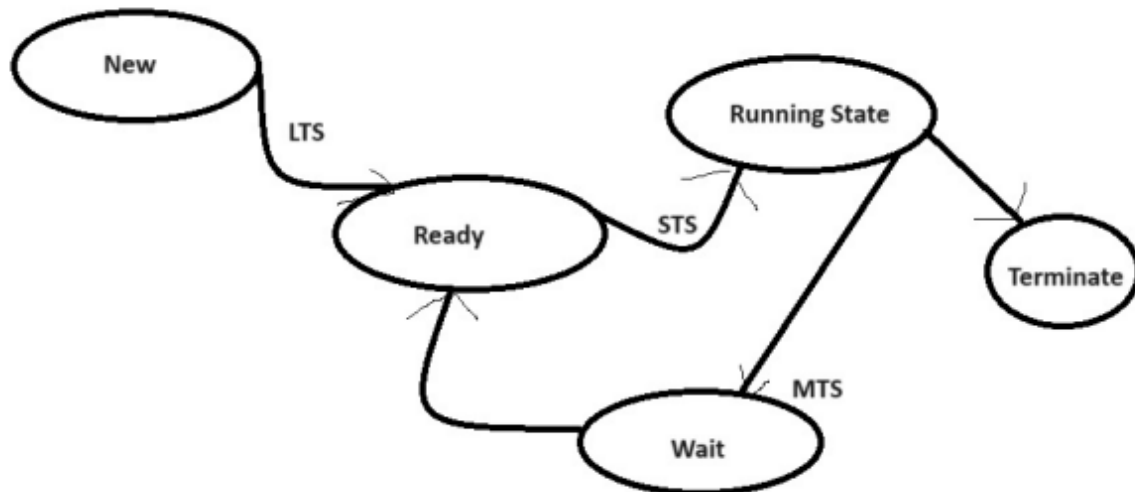 New
Running State
LTS
Ready
STS
Terminate
MTS
Wait